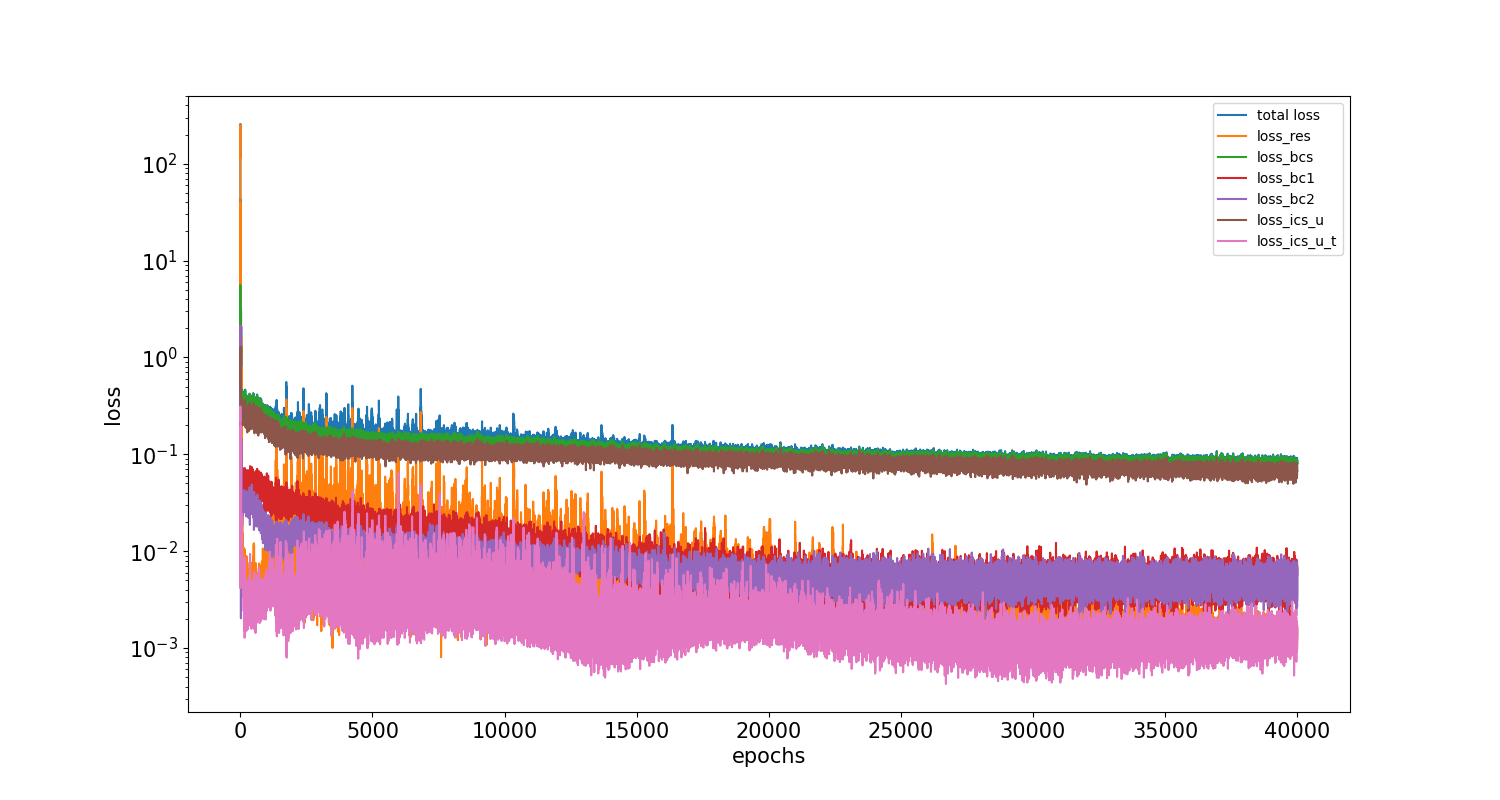 total loss
loss_res
loss_bcs
loss_bc1
loss_bc2
loss_ics_u
loss_ics_u_t
10²
10¹
10⁰
10⁻¹
10⁻²
10⁻³
loss
0 5000 10000 15000 20000 25000 30000 35000 40000
epochs